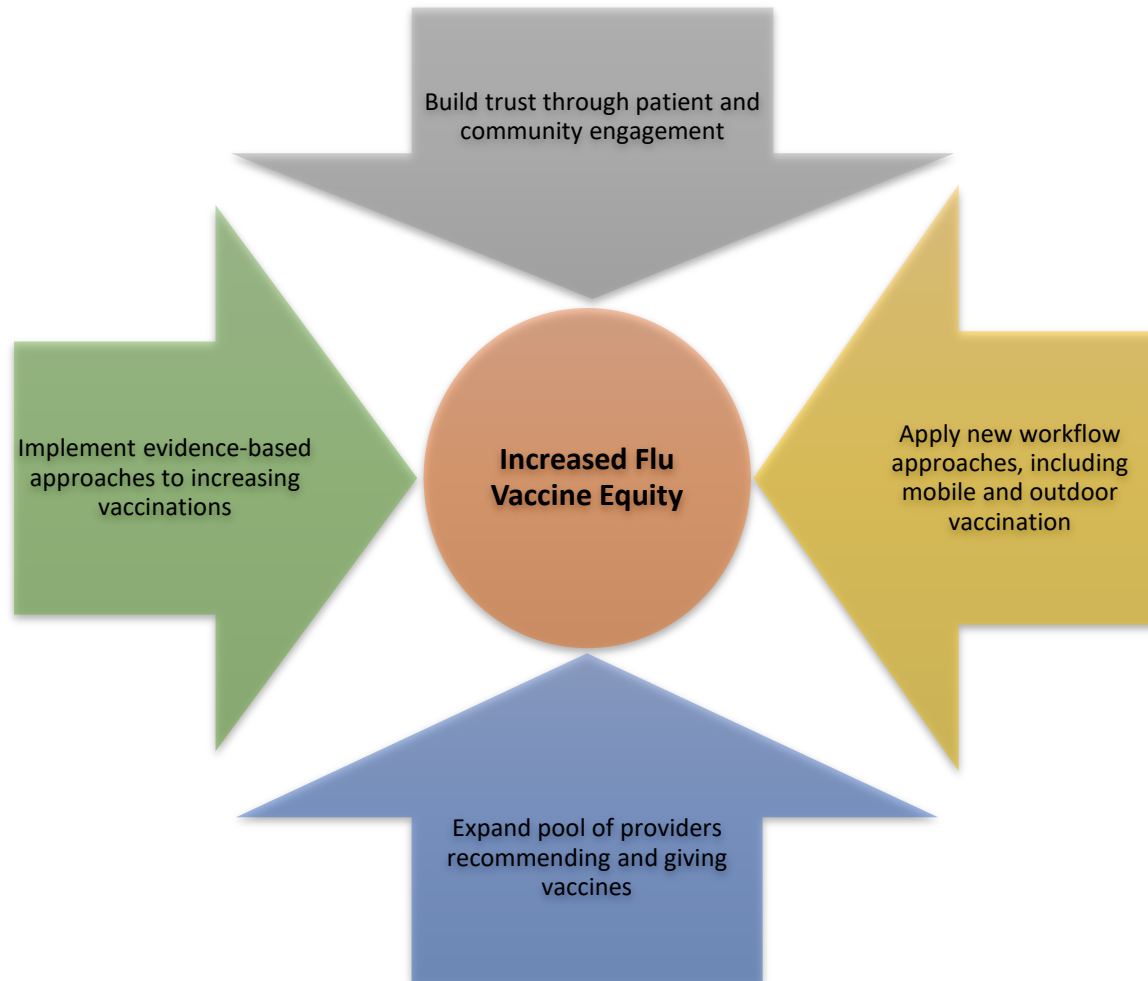 Build trust through patient and
community engagement
Implement evidence-based
approaches to increasing
vaccinations
Increased Flu
Vaccine Equity
Apply new workflow
approaches, including
mobile and outdoor
vaccination
Expand pool of providers
recommending and giving
vaccines